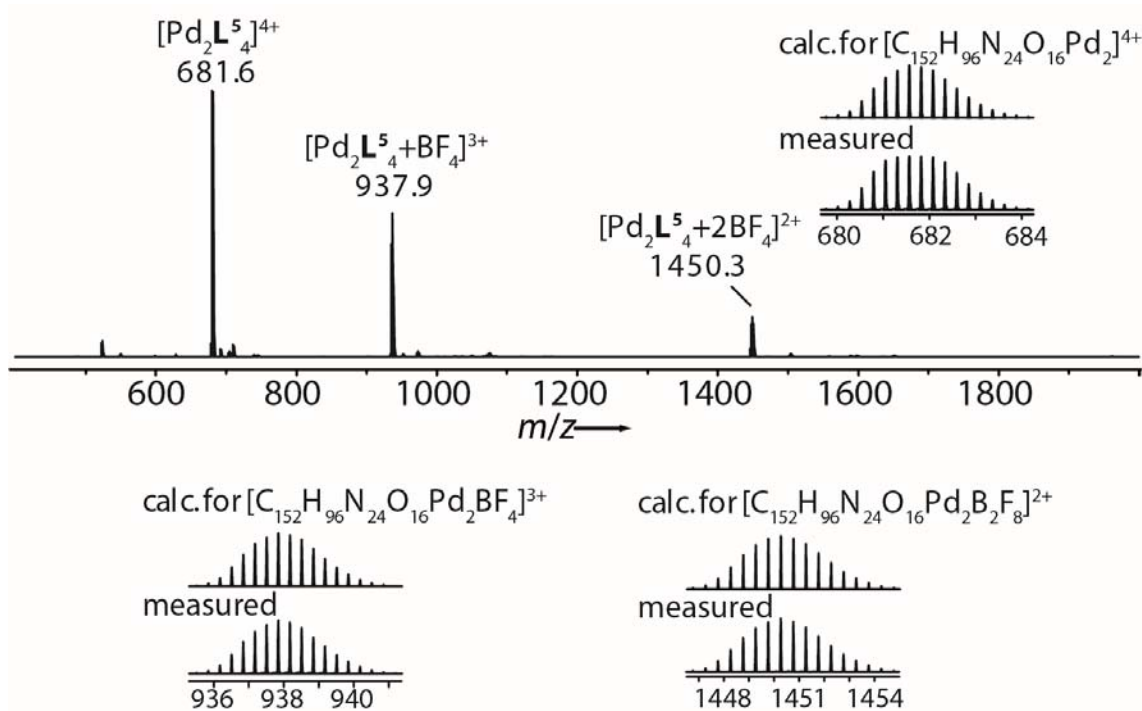 [Pd₂L⁵₄]⁴⁺
681.6
[Pd₂L⁵₄+BF₄]³⁺
937.9
[Pd₂L⁵₄+2BF₄]²⁺
1450.3
calc.for [C₁₅₂H₉₆N₂₄O₁₆Pd₂]⁴⁺
measured
680 682 684
600 800 1000 1200 1400 1600 1800
m/z
calc.for [C₁₅₂H₉₆N₂₄O₁₆Pd₂BF₄]³⁺
measured
936 938 940
calc.for [C₁₅₂H₉₆N₂₄O₁₆Pd₂B₂F₈]²⁺
measured
1448 1451 1454